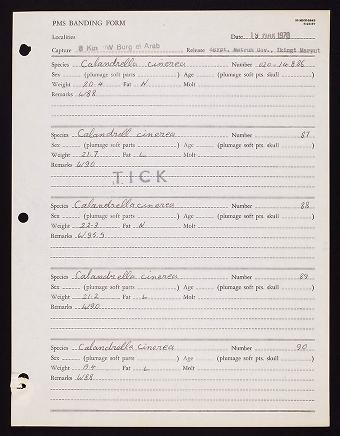 PMS BANDING FORM
Localities Date 15 MAR 1970
Capture 8 Km W Burg el Arab Release Egypt, Matruh Gov., Ikingi Maryut
Species Calandrella cinerea Number 020-14886
Sex (plumage soft parts ) Age (plumage soft pts. skull )
Weight 20.4 Fat N Molt
Remarks W88
Species Calandrell cinerea Number 87
Sex (plumage soft parts ) Age (plumage soft pts. skull )
Weight 21.7 Fat L Molt
Remarks W90
TICK
Species Calandrella cinerea Number 88
Sex (plumage soft parts ) Age (plumage soft pts. skull )
Weight 22.3 Fat N Molt
Remarks W95.5
Species Calandrella cinerea Number 89
Sex (plumage soft parts ) Age (plumage soft pts. skull )
Weight 21.2 Fat L Molt
Remarks W90
Species Calandrella cinerea Number 90
Sex (plumage soft parts ) Age (plumage soft pts. skull )
Weight Fat L Molt
Remarks W88